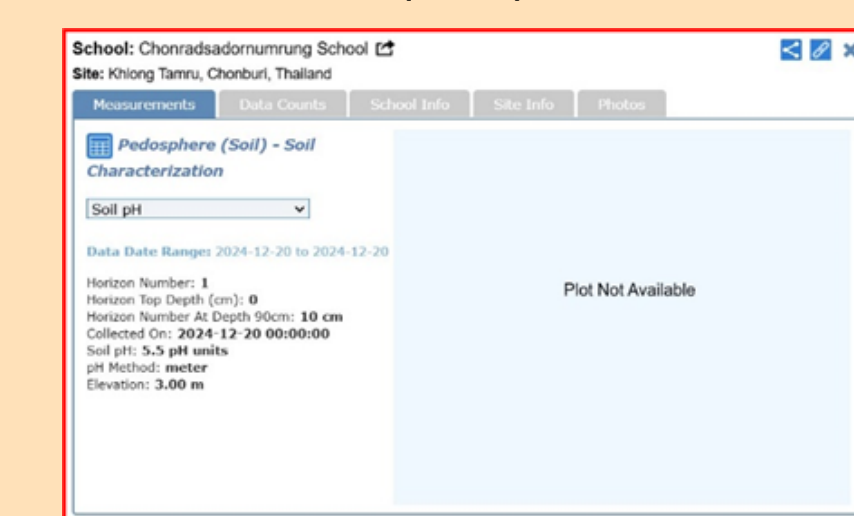 School: Chonradsadornumrung School
Site: Khlong Tamru, Chonburi, Thailand
Measurements Data Counts School Info Site Info Photos
Pedosphere (Soil) - Soil
Characterization
Soil pH
Data Date Range: 2024-12-20 to 2024-12-20
Horizon Number: 1
Horizon Top Depth (cm): 0
Horizon Number At Depth 90cm: 10 cm
Collected On: 2024-12-20 00:00:00
Soil pH: 5.5 pH units
pH Method: meter
Elevation: 3.00 m
Plot Not Available